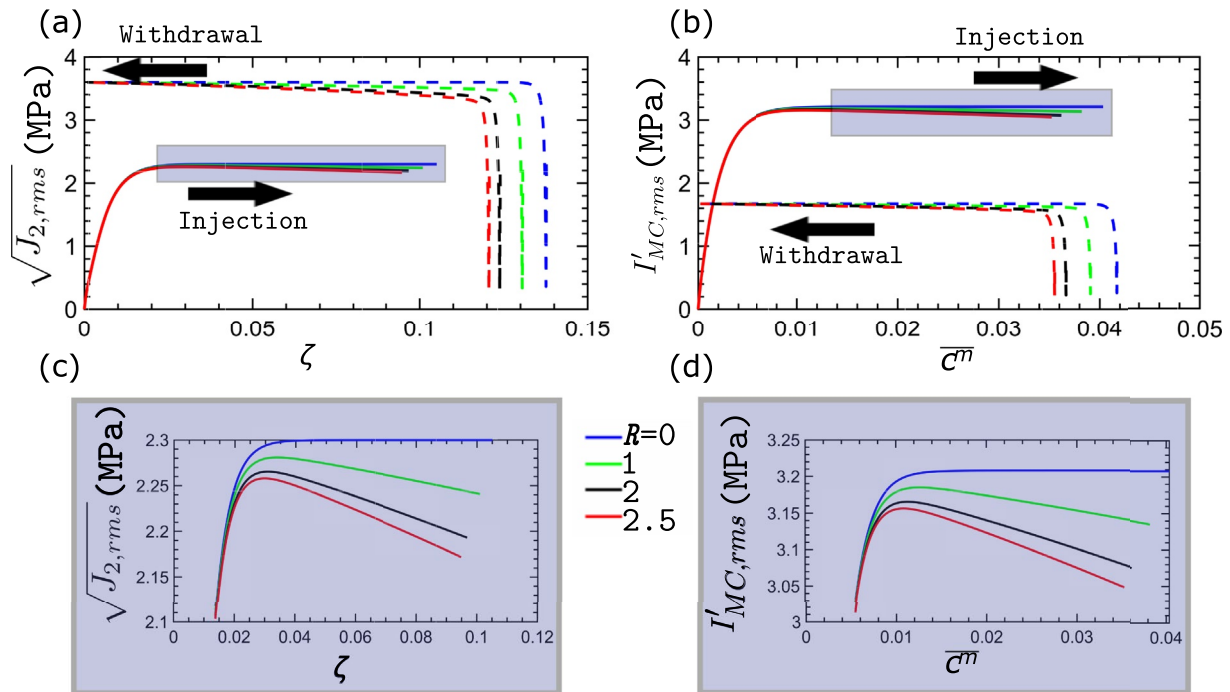 (a)
Withdrawal
4
3
2
1
0
√J2,rms (MPa)
Injection
0
0.05
0.1
0.15
ζ
(b)
Injection
4
3
2
1
0
I′MC,rms (MPa)
Withdrawal
0
0.01
0.02
0.03
0.04
0.05
c̅m̅
(c)
2.3
2.25
2.2
2.15
2.1
√J2,rms (MPa)
0
0.02
0.04
0.06
0.08
0.1
0.12
ζ
R=0
1
2
2.5
(d)
3.25
3.2
3.15
3.1
3.05
3
I′MC,rms (MPa)
0
0.01
0.02
0.03
0.04
c̅m̅